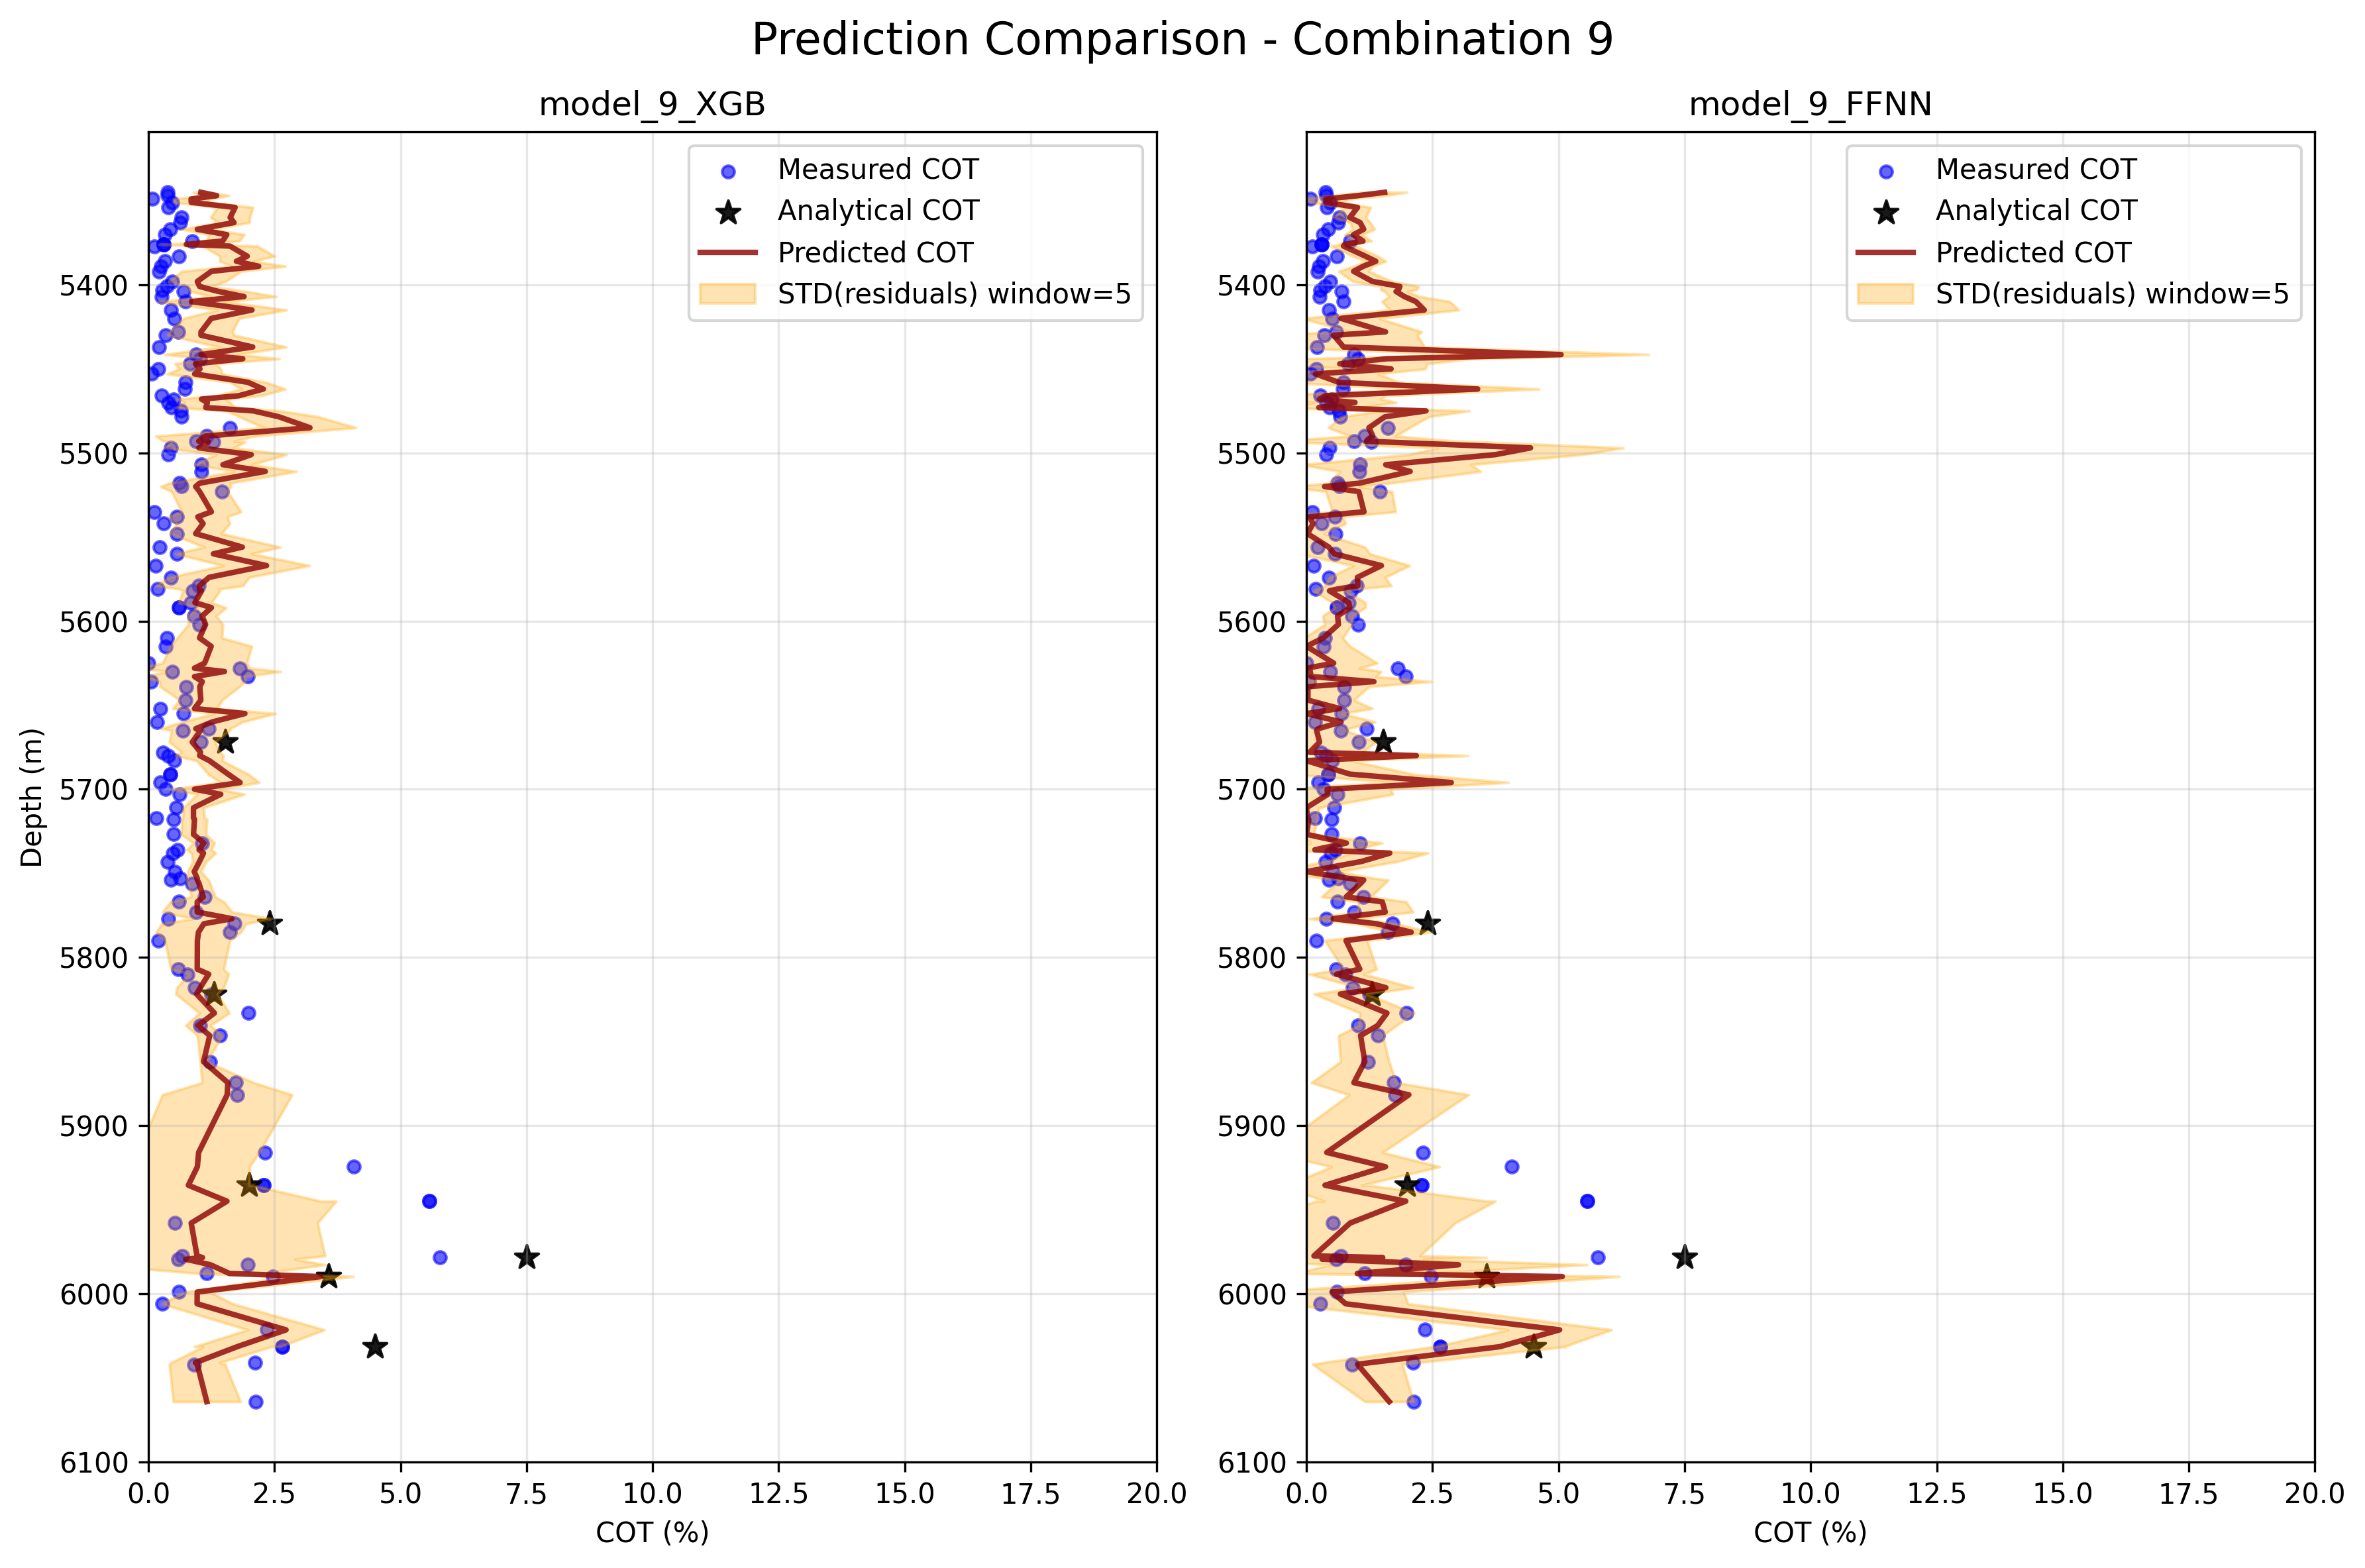 Prediction Comparison - Combination 9
model_9_XGB
Measured COT
Analytical COT
Predicted COT
STD(residuals) window=5
Depth (m)
5400
5500
5600
5700
5800
5900
6000
6100
0.0 2.5 5.0 7.5 10.0 12.5 15.0 17.5 20.0
COT (%)
model_9_FFNN
Measured COT
Analytical COT
Predicted COT
STD(residuals) window=5
5400
5500
5600
5700
5800
5900
6000
6100
0.0 2.5 5.0 7.5 10.0 12.5 15.0 17.5 20.0
COT (%)